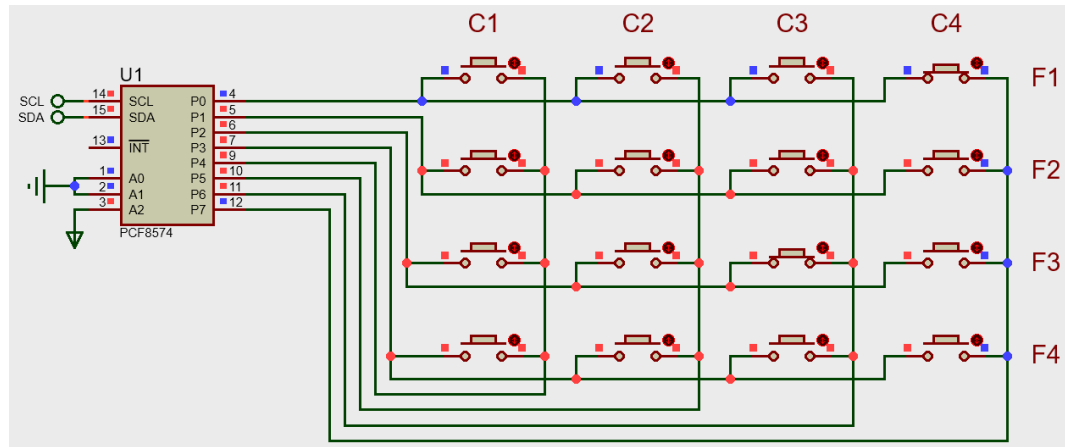 C1 C2 C3 C4
U1
F1
SCL 14 SCL P0 4
SDA 15 SDA P1 5
P2 6
13 INT P3 7
P4 9
1 A0 P5 10
2 A1 P6 11
3 A2 P7 12
PCF8574
F2
F3
F4